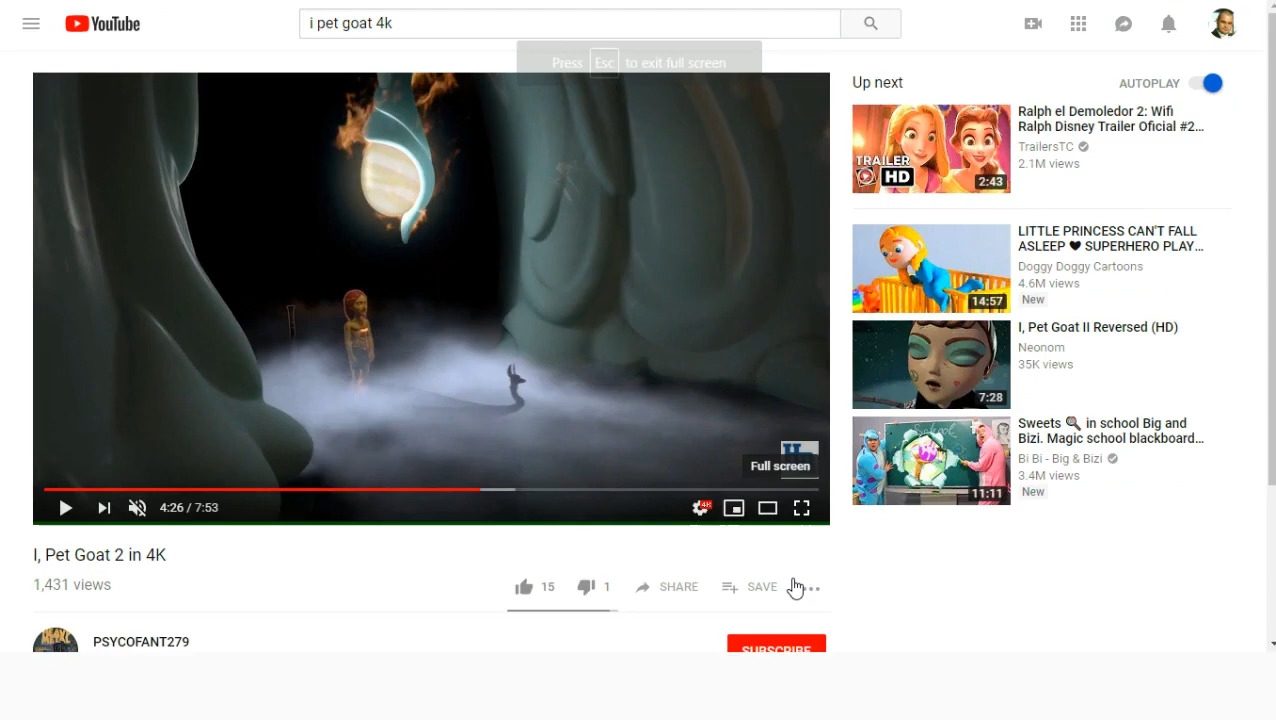 YouTube
i pet goat 4k
Press Esc to exit full screen
Up next
AUTOPLAY
TRAILER
HD
2:43
Ralph el Demoledor 2: Wifi
Ralph Disney Trailer Oficial #2...
TrailersTC
2.1M views
14:57
LITTLE PRINCESS CAN'T FALL
ASLEEP ❤ SUPERHERO PLAY...
Doggy Doggy Cartoons
4.6M views
New
7:28
I, Pet Goat II Reversed (HD)
Neonom
35K views
School
11:11
Sweets 🍭 in school Big and
Bizi. Magic school blackboard...
Bi Bi - Big & Bizi
3.4M views
New
Full screen
4:26 / 7:53
4K
I, Pet Goat 2 in 4K
1,431 views
15
1
SHARE
SAVE
PSYCOFANT279
SUBSCRIBE